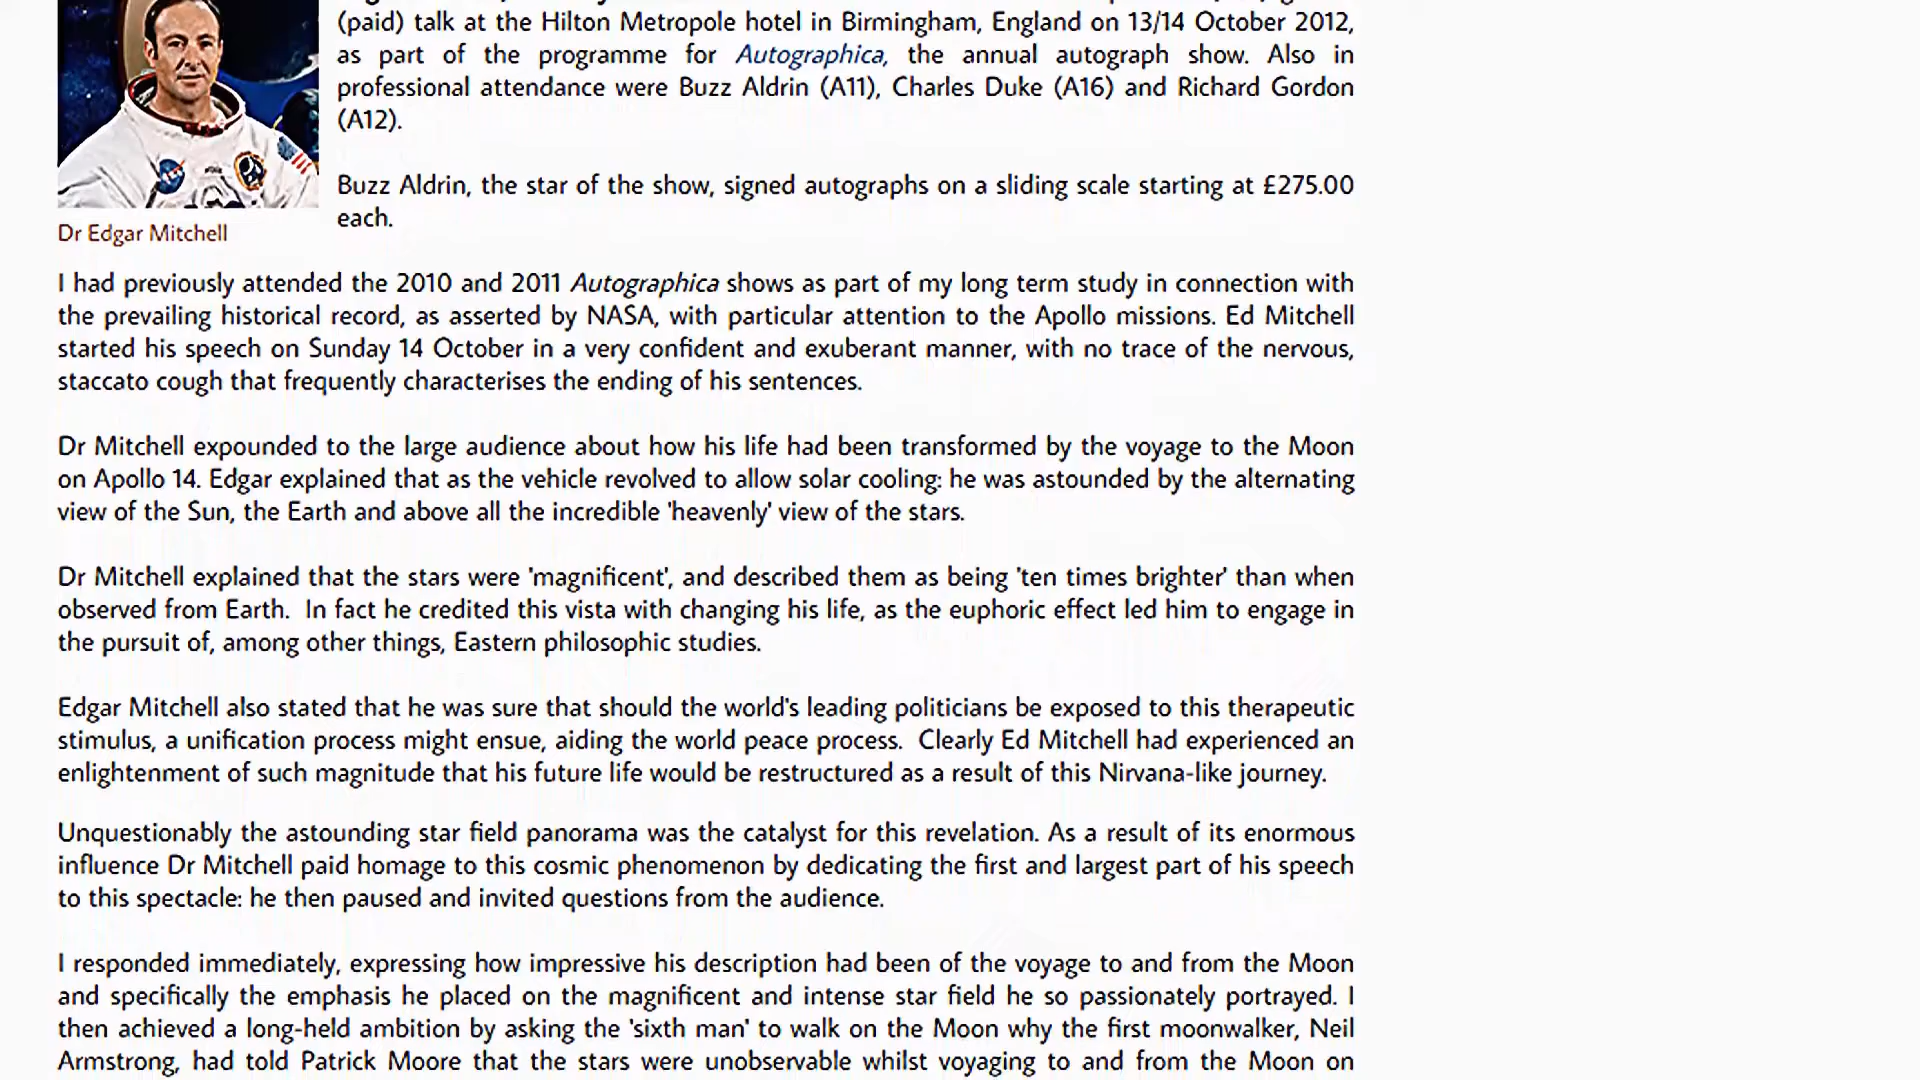 (paid) talk at the Hilton Metropole hotel in Birmingham, England on 13/14 October 2012,
as part of the programme for Autographica, the annual autograph show. Also in
professional attendance were Buzz Aldrin (A11), Charles Duke (A16) and Richard Gordon
(A12).
Buzz Aldrin, the star of the show, signed autographs on a sliding scale starting at £275.00
each.
Dr Edgar Mitchell
I had previously attended the 2010 and 2011 Autographica shows as part of my long term study in connection with
the prevailing historical record, as asserted by NASA, with particular attention to the Apollo missions. Ed Mitchell
started his speech on Sunday 14 October in a very confident and exuberant manner, with no trace of the nervous,
staccato cough that frequently characterises the ending of his sentences.
Dr Mitchell expounded to the large audience about how his life had been transformed by the voyage to the Moon
on Apollo 14. Edgar explained that as the vehicle revolved to allow solar cooling: he was astounded by the alternating
view of the Sun, the Earth and above all the incredible 'heavenly' view of the stars.
Dr Mitchell explained that the stars were 'magnificent', and described them as being 'ten times brighter' than when
observed from Earth. In fact he credited this vista with changing his life, as the euphoric effect led him to engage in
the pursuit of, among other things, Eastern philosophic studies.
Edgar Mitchell also stated that he was sure that should the world's leading politicians be exposed to this therapeutic
stimulus, a unification process might ensue, aiding the world peace process. Clearly Ed Mitchell had experienced an
enlightenment of such magnitude that his future life would be restructured as a result of this Nirvana-like journey.
Unquestionably the astounding star field panorama was the catalyst for this revelation. As a result of its enormous
influence Dr Mitchell paid homage to this cosmic phenomenon by dedicating the first and largest part of his speech
to this spectacle: he then paused and invited questions from the audience.
I responded immediately, expressing how impressive his description had been of the voyage to and from the Moon
and specifically the emphasis he placed on the magnificent and intense star field he so passionately portrayed. I
then achieved a long-held ambition by asking the 'sixth man' to walk on the Moon why the first moonwalker, Neil
Armstrong, had told Patrick Moore that the stars were unobservable whilst voyaging to and from the Moon on